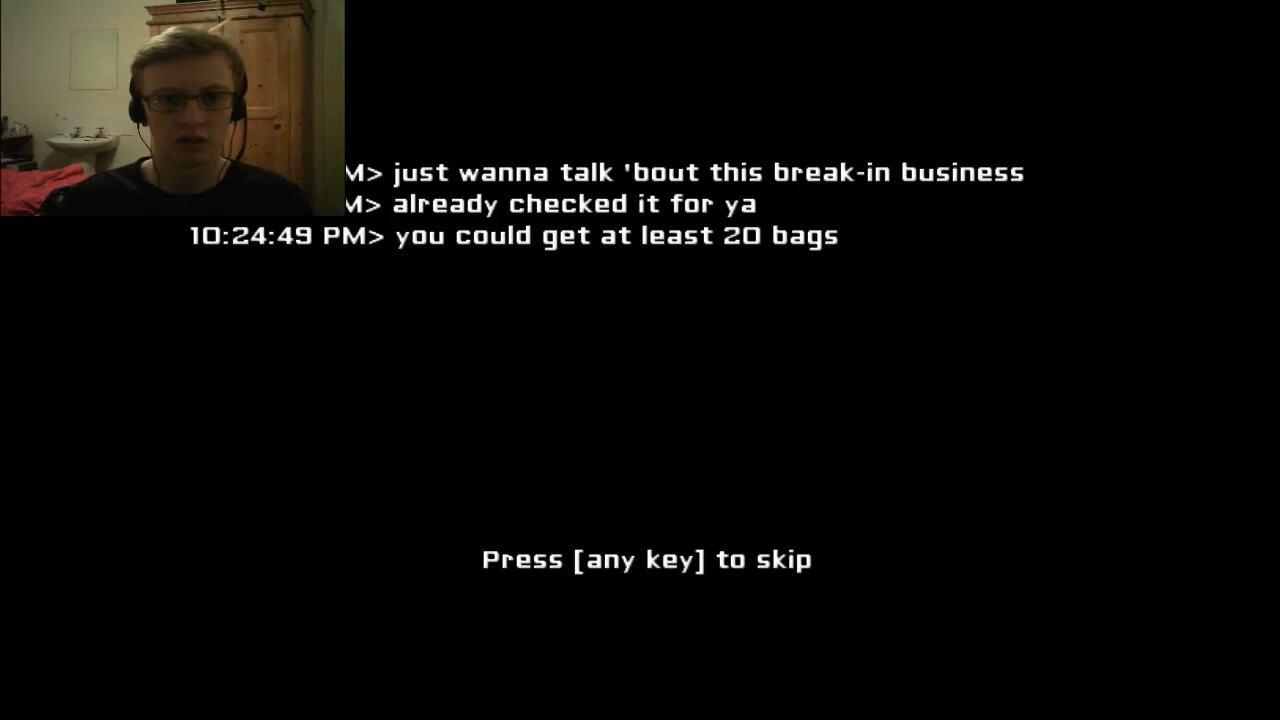 M> just wanna talk 'bout this break-in business
M> already checked it for ya
10:24:49 PM> you could get at least 20 bags
Press [any key] to skip